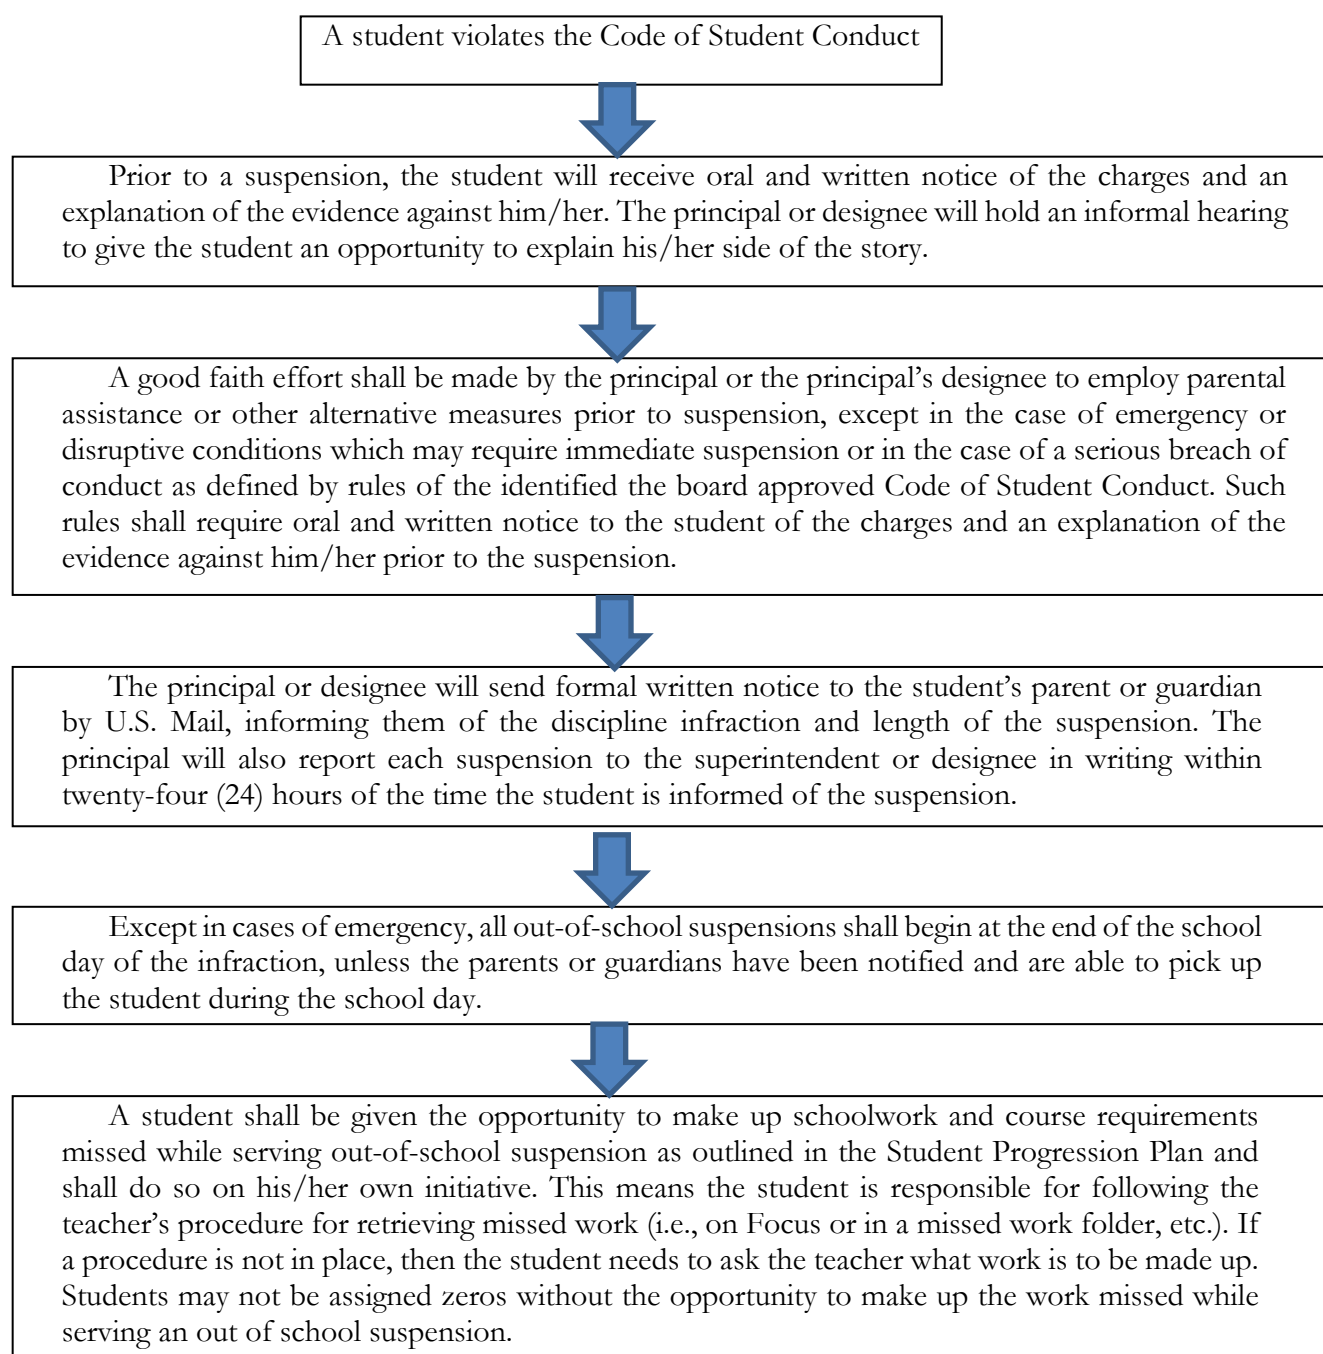 A student violates the Code of Student Conduct
Prior to a suspension, the student will receive oral and written notice of the charges and an
explanation of the evidence against him/her. The principal or designee will hold an informal hearing
to give the student an opportunity to explain his/her side of the story.
A good faith effort shall be made by the principal or the principal’s designee to employ parental
assistance or other alternative measures prior to suspension, except in the case of emergency or
disruptive conditions which may require immediate suspension or in the case of a serious breach of
conduct as defined by rules of the identified the board approved Code of Student Conduct. Such
rules shall require oral and written notice to the student of the charges and an explanation of the
evidence against him/her prior to the suspension.
The principal or designee will send formal written notice to the student’s parent or guardian
by U.S. Mail, informing them of the discipline infraction and length of the suspension. The
principal will also report each suspension to the superintendent or designee in writing within
twenty-four (24) hours of the time the student is informed of the suspension.
Except in cases of emergency, all out-of-school suspensions shall begin at the end of the school
day of the infraction, unless the parents or guardians have been notified and are able to pick up
the student during the school day.
A student shall be given the opportunity to make up schoolwork and course requirements
missed while serving out-of-school suspension as outlined in the Student Progression Plan and
shall do so on his/her own initiative. This means the student is responsible for following the
teacher’s procedure for retrieving missed work (i.e., on Focus or in a missed work folder, etc.). If
a procedure is not in place, then the student needs to ask the teacher what work is to be made up.
Students may not be assigned zeros without the opportunity to make up the work missed while
serving an out of school suspension.